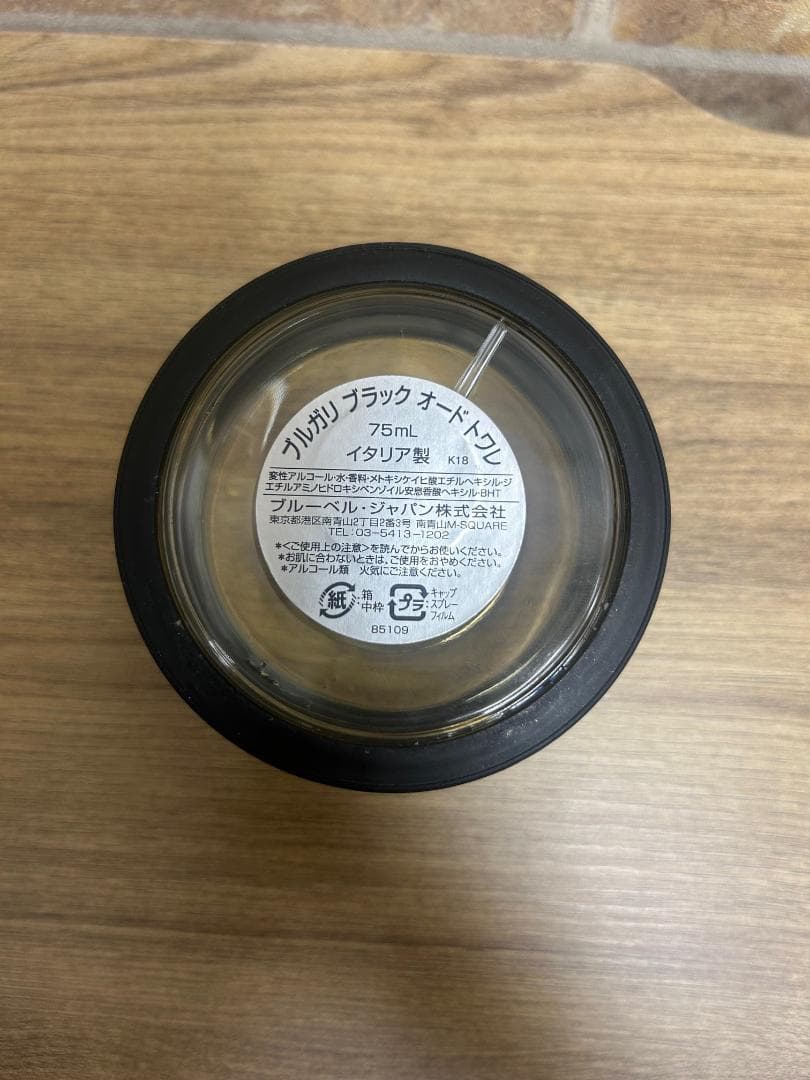 ブルガリ ブラック オードトワレ
75mL
イタリア製 K18
変性アルコール・水・香料・メトキシケイヒ酸エチルヘキシル・ジ
エチルアミノヒドロキシベンゾイル安息香酸ヘキシル・BHT
ブルーベル・ジャパン株式会社
東京都港区南青山2丁目2番3号 南青山M-SQUARE
TEL:03-5413-1202
*<ご使用上の注意>を読んでからお使いください。
*お肌に合わないときは、ご使用をおやめください。
*アルコール類 火気にご注意ください。
紙 :箱 中枠 プラ :キャップ スプレー フィルム
85109